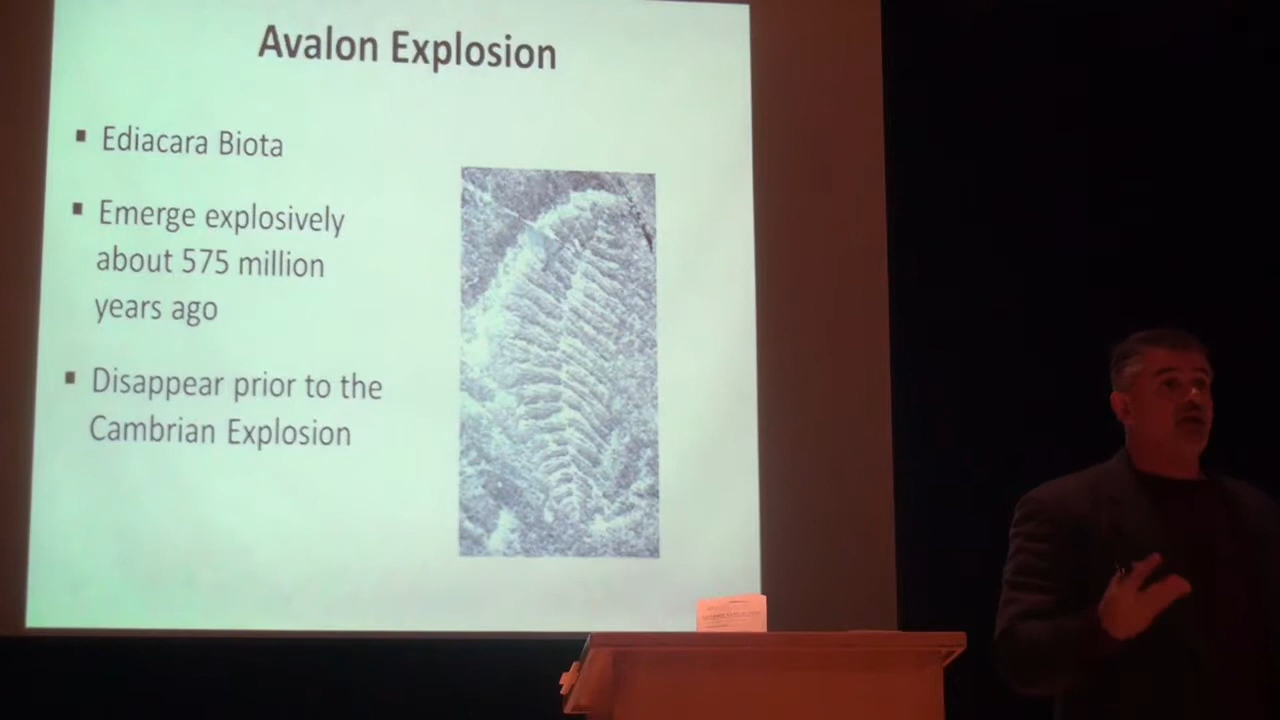 Avalon Explosion
▪ Ediacara Biota
▪ Emerge explosively
about 575 million
years ago
▪ Disappear prior to the
Cambrian Explosion